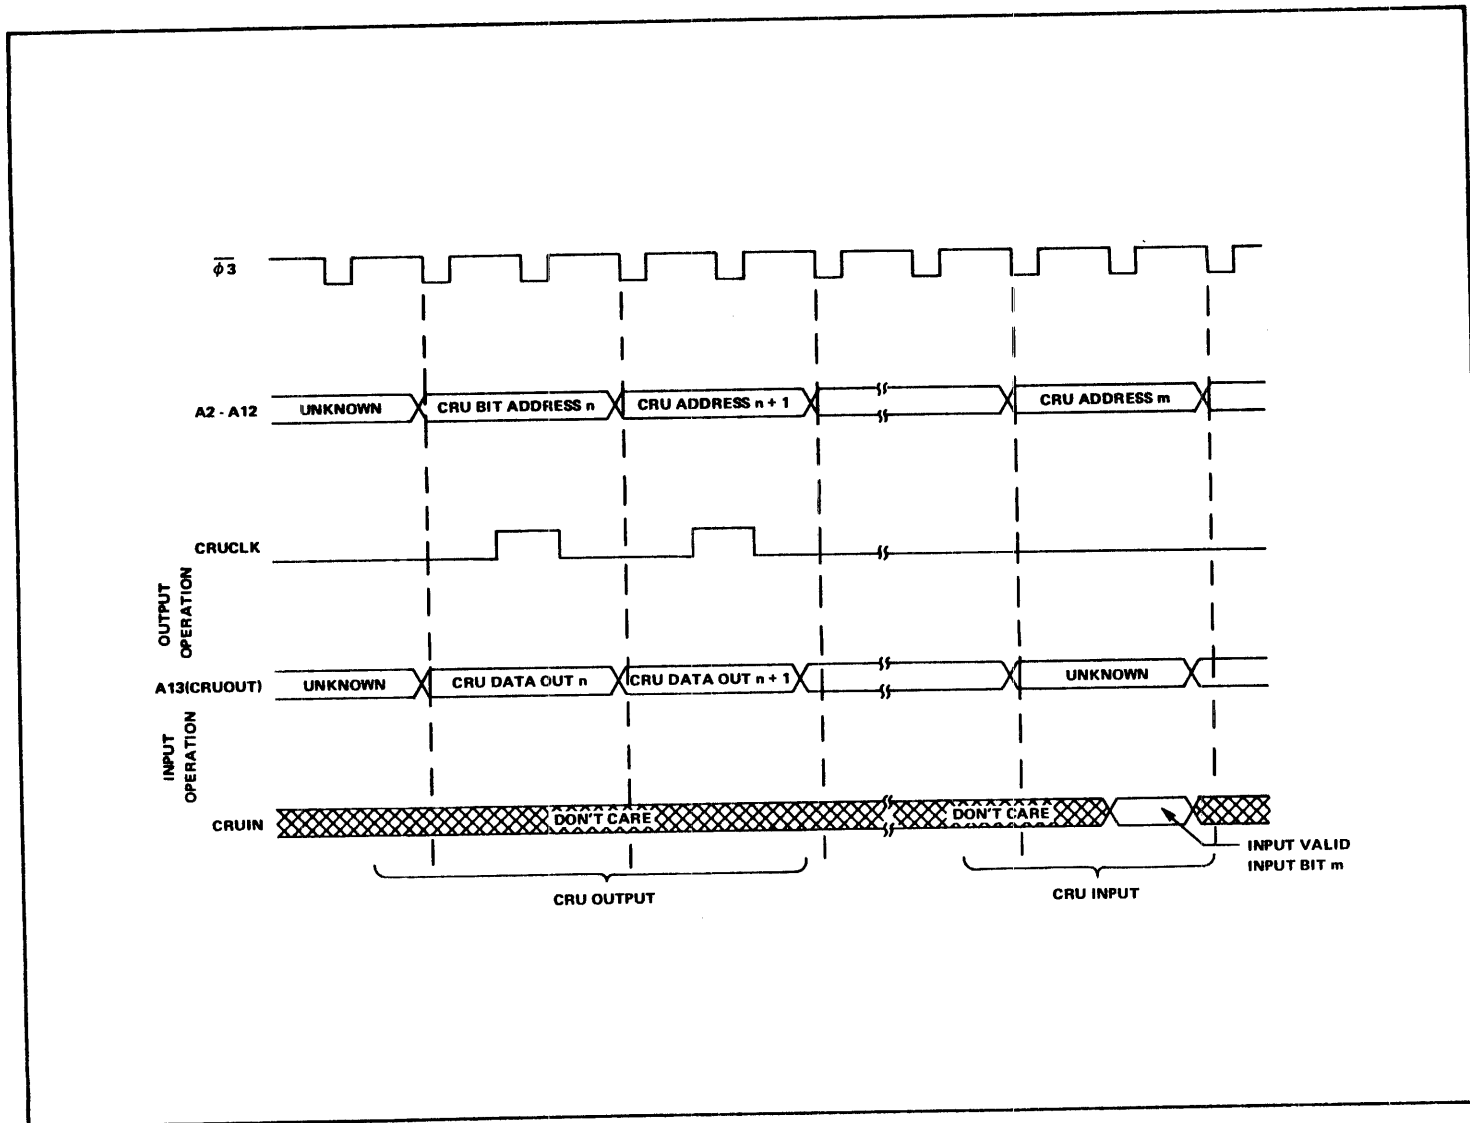 φ3
A2 - A12
UNKNOWN
CRU BIT ADDRESS n
CRU ADDRESS n + 1
CRU ADDRESS m
CRUCLK
OUTPUT
OPERATION
A13(CRUOUT)
UNKNOWN
CRU DATA OUT n
CRU DATA OUT n + 1
UNKNOWN
INPUT
OPERATION
CRUIN
DON'T CARE
DON'T CARE
INPUT VALID
INPUT BIT m
CRU OUTPUT
CRU INPUT